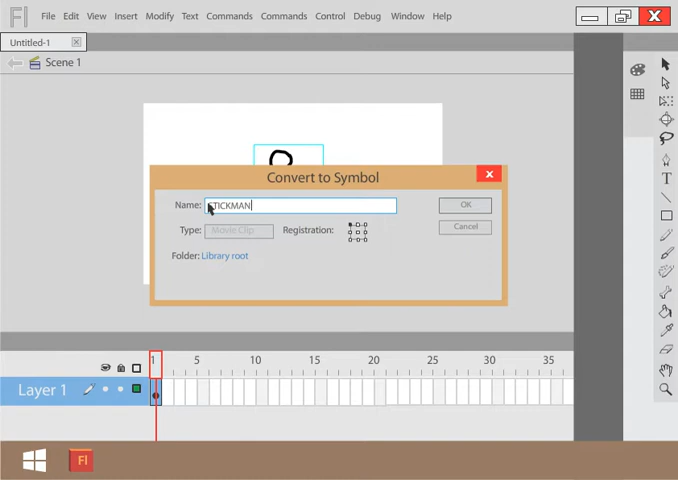 Fl File Edit View Insert Modify Text Commands Commands Control Debug Window Help
Untitled-1
Scene 1
Convert to Symbol
Name: STICKMAN OK
Type: Movie Clip Registration: Cancel
Folder: Library root
1 5 10 15 20 25 30 35
Layer 1
Fl